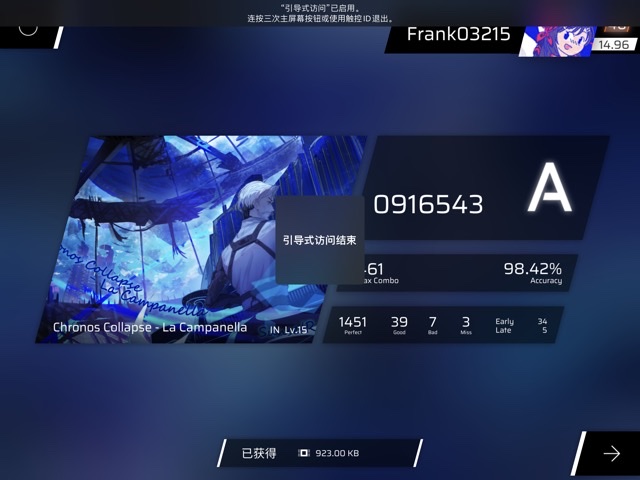 “引导式访问”已启用。
连按三次主屏幕按钮或使用触控 ID 退出。
Frank03215
14.96
0916543
A
引导式访问结束
61
ax Combo
98.42%
Accuracy
Chronos Collapse
La Campanella
Chronos Collapse - La Campanella
IN Lv.15
1451 39 7 3
Perfect Good Bad Miss
Early 34
Late 5
已获得 923.00 KB